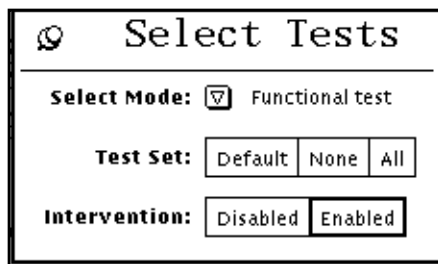 Select Tests
Select Mode: Functional test
Test Set: Default None All
Intervention: Disabled Enabled